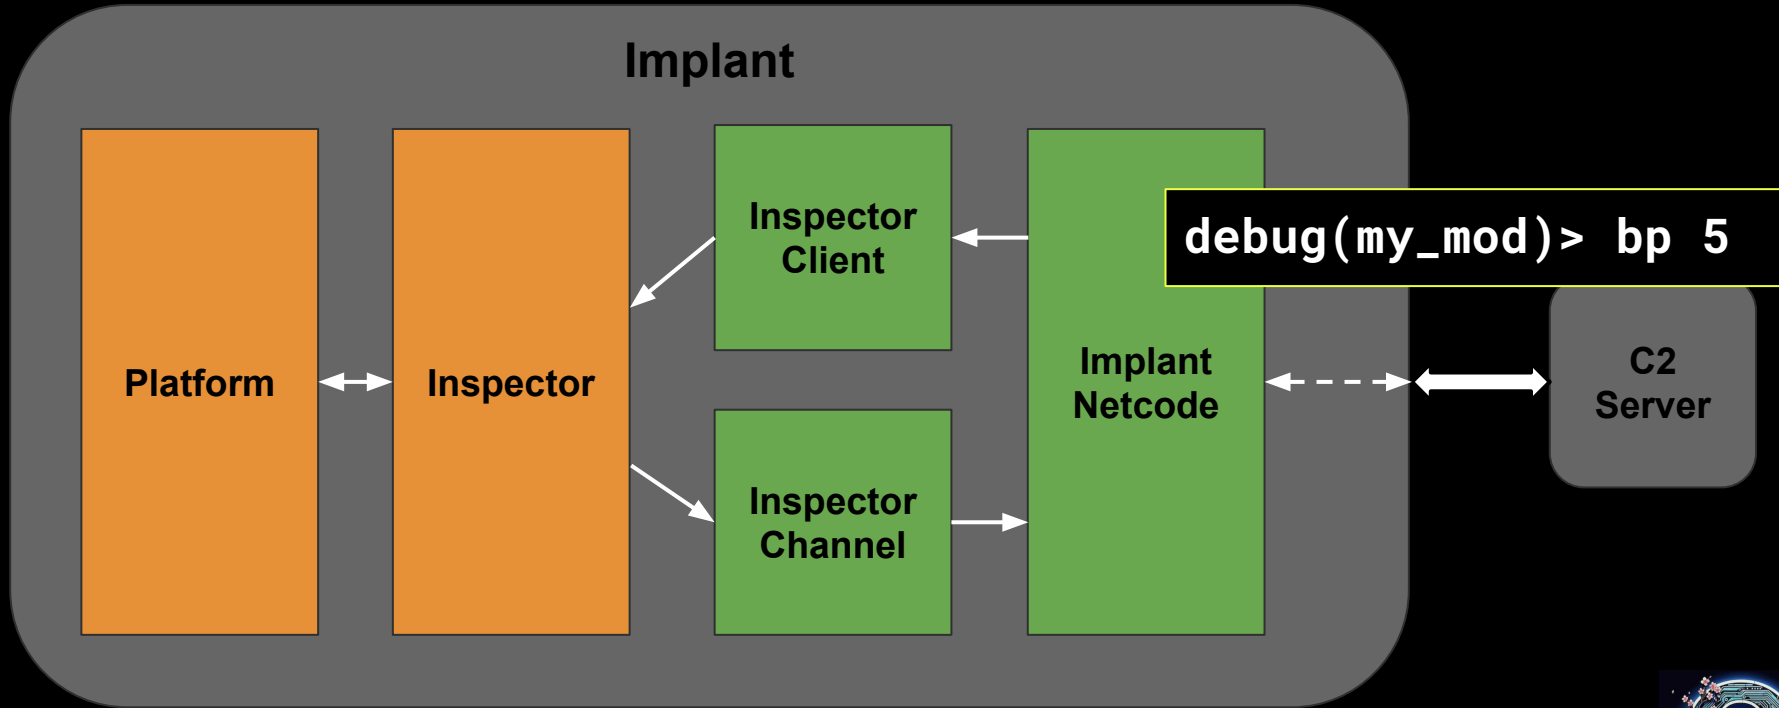 Implant
Platform
Inspector
Inspector
Client
Inspector
Channel
Implant
Netcode
debug(my_mod)> bp 5
C2
Server